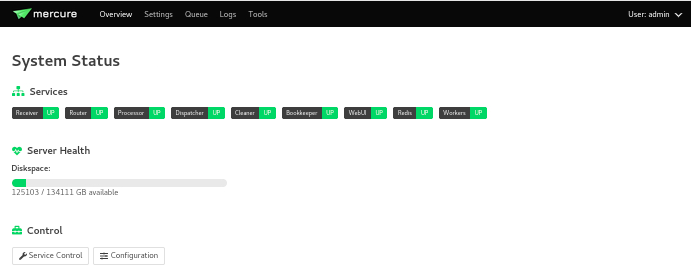 mercure Overview Settings Queue Logs Tools User: admin
System Status
Services
Receiver UP Router UP Processor UP Dispatcher UP Cleaner UP Bookkeeper UP WebUI UP Redis UP Workers UP
Server Health
Diskspace:
125103 / 134111 GB available
Control
Service Control Configuration